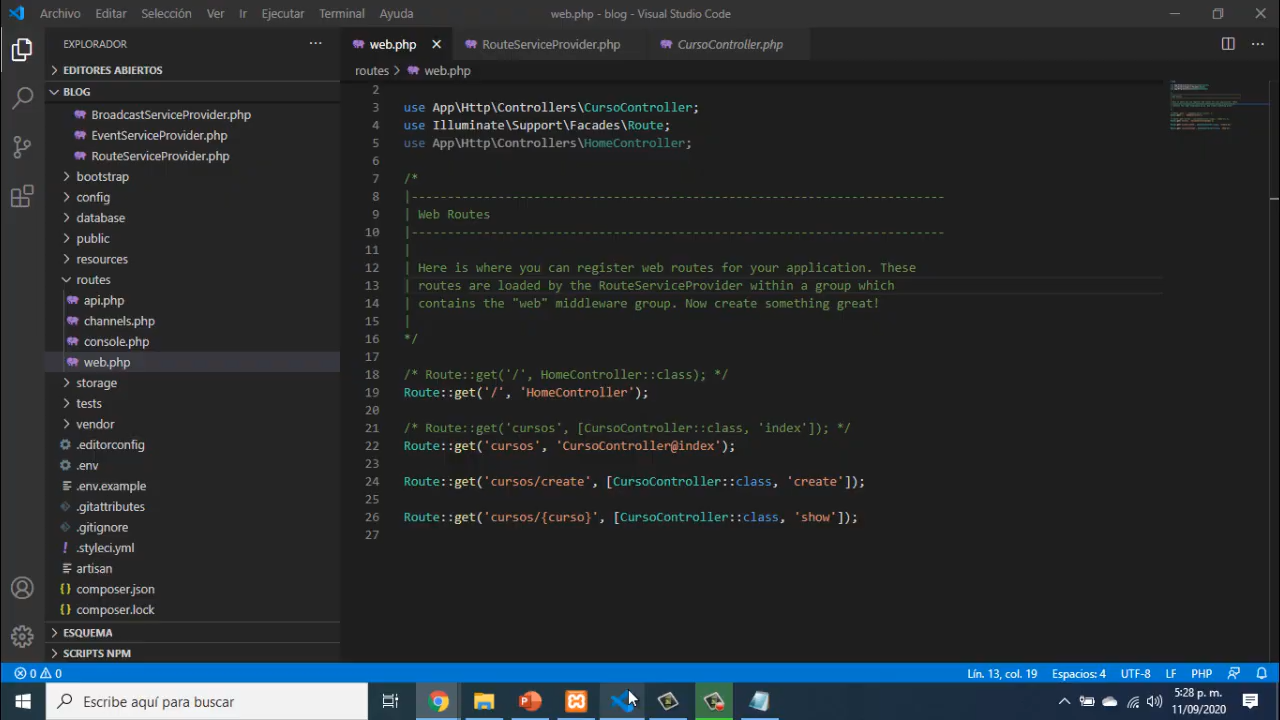 Archivo Editar Selección Ver Ir Ejecutar Terminal Ayuda web.php - blog - Visual Studio Code
EXPLORADOR
web.php
RouteServiceProvider.php
CursoController.php
EDITORES ABIERTOS
BLOG
BroadcastServiceProvider.php
EventServiceProvider.php
RouteServiceProvider.php
bootstrap
config
database
public
resources
routes
api.php
channels.php
console.php
web.php
storage
tests
vendor
.editorconfig
.env
.env.example
.gitattributes
.gitignore
.styleci.yml
artisan
composer.json
composer.lock
ESQUEMA
SCRIPTS NPM
routes > web.php
2
3 use App\Http\Controllers\CursoController;
4 use Illuminate\Support\Facades\Route;
5 use App\Http\Controllers\HomeController;
6
7 /*
8 |--------------------------------------------------------------------------
9 | Web Routes
10 |--------------------------------------------------------------------------
11 |
12 | Here is where you can register web routes for your application. These
13 | routes are loaded by the RouteServiceProvider within a group which
14 | contains the "web" middleware group. Now create something great!
15 |
16 */
17
18 /* Route::get('/', HomeController::class); */
19 Route::get('/', 'HomeController');
20
21 /* Route::get('cursos', [CursoController::class, 'index']); */
22 Route::get('cursos', 'CursoController@index');
23
24 Route::get('cursos/create', [CursoController::class, 'create']);
25
26 Route::get('cursos/{curso}', [CursoController::class, 'show']);
27
0 0
Lín. 13, col. 19 Espacios: 4 UTF-8 LF PHP
Escribe aquí para buscar
5:28 p. m.
11/09/2020